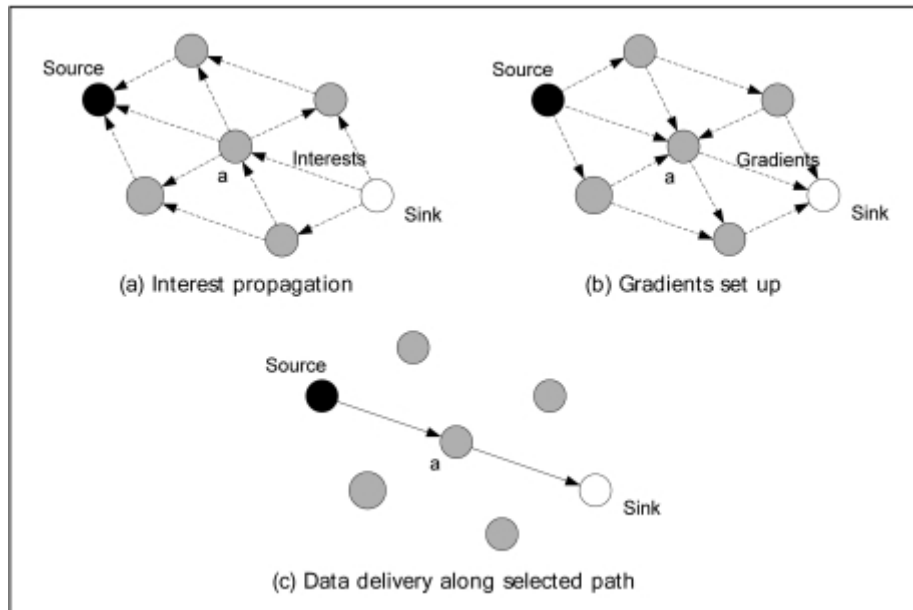 Source
Interests
a
Sink
(a) Interest propagation
Source
Gradients
a
Sink
(b) Gradients set up
Source
a
Sink
(c) Data delivery along selected path